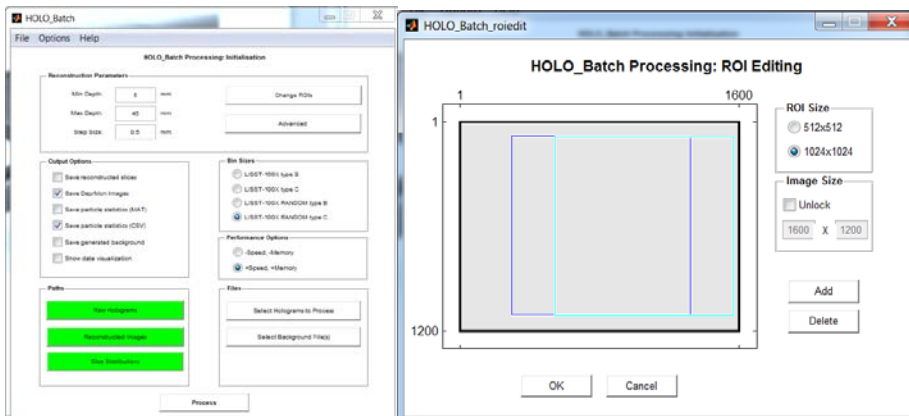 HOLO_Batch
File Options Help
HOLO_Batch Processing: Initialisation
Reconstruction Parameters
Min Depth: mm
Max Depth: 45 mm
Step Size: 0.5 mm
Change ROIs
Advanced
Output Options
Save reconstructed slices
Save Dep/Mon Images
Save particle statistics (MAT)
Save particle statistics (CSV)
Save generated background
Show data visualization
Bin Sizes
LISST-100X type B
LISST-100X type C
LISST-100X RANDOM type B
LISST-100X RANDOM type C
Performance Options
-Speed, -Memory
+Speed, +Memory
Paths
Raw Holograms
Reconstructed Images
Size Distributions
Files
Select Holograms to Process
Select Background File(s)
Process
HOLO_Batch_roiedit
HOLO_Batch Processing: ROI Editing
1 1600
1
1200
ROI Size
512x512
1024x1024
Image Size
Unlock
1600 X 1200
Add
Delete
OK Cancel